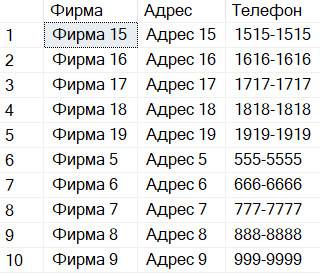 Фирма Адрес Телефон
1 Фирма 15 Адрес 15 1515-1515
2 Фирма 16 Адрес 16 1616-1616
3 Фирма 17 Адрес 17 1717-1717
4 Фирма 18 Адрес 18 1818-1818
5 Фирма 19 Адрес 19 1919-1919
6 Фирма 5 Адрес 5 555-5555
7 Фирма 6 Адрес 6 666-6666
8 Фирма 7 Адрес 7 777-7777
9 Фирма 8 Адрес 8 888-8888
10 Фирма 9 Адрес 9 999-9999